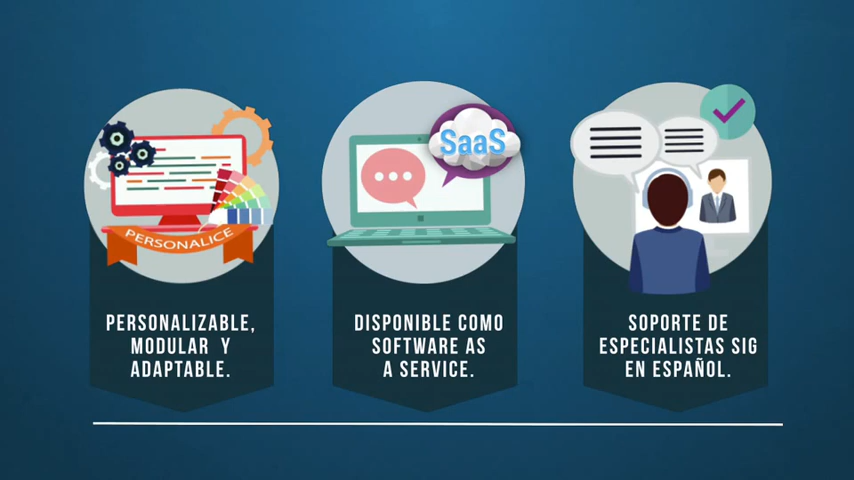 PERSONALICE
PERSONALIZABLE,
MODULAR Y
ADAPTABLE.
SaaS
DISPONIBLE COMO
SOFTWARE AS
A SERVICE.
SOPORTE DE
ESPECIALISTAS SIG
EN ESPAÑOL.